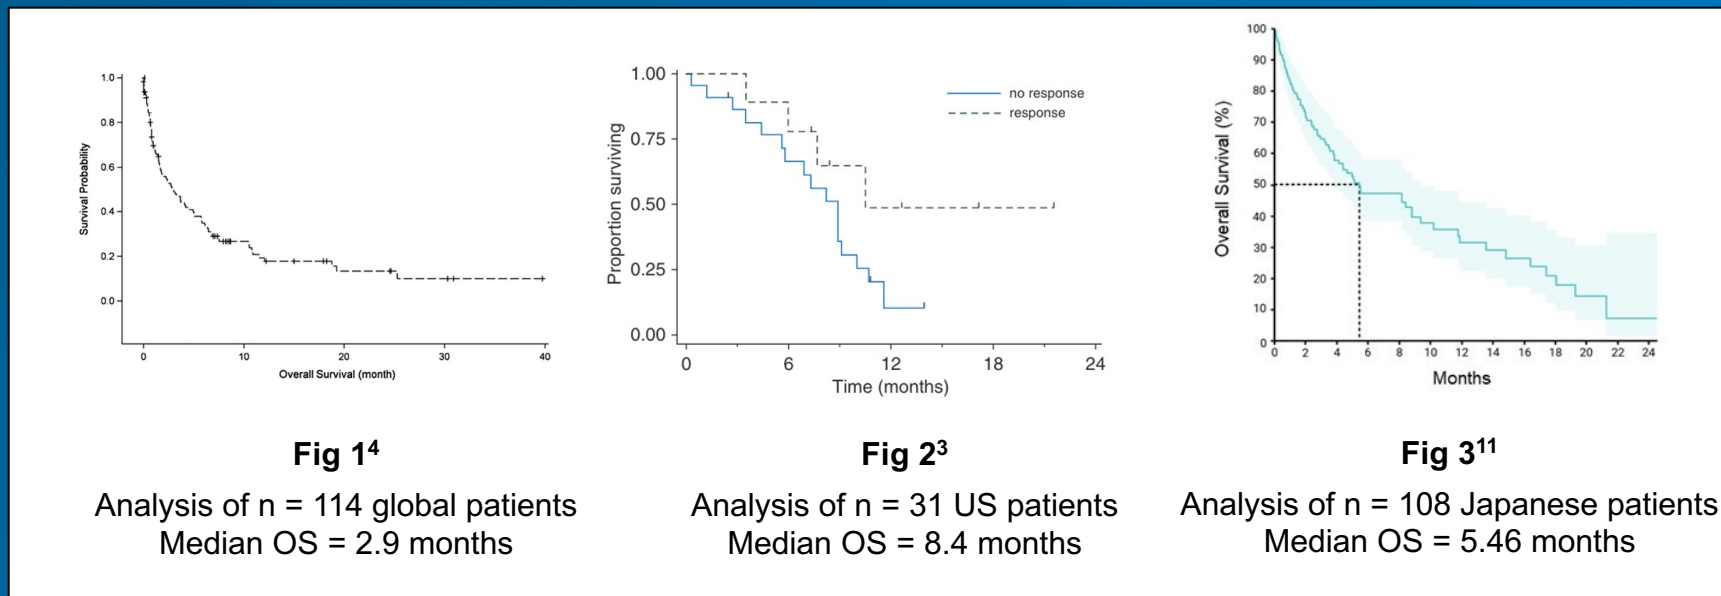 1.0
0.8
0.6
0.4
0.2
0.0
Survival Probability
0
10
20
30
40
Overall Survival (month)
Fig 1⁴
Analysis of n = 114 global patients
Median OS = 2.9 months
1.00
0.75
0.50
0.25
0.00
Proportion surviving
no response
response
0
6
12
18
24
Time (months)
Fig 2³
Analysis of n = 31 US patients
Median OS = 8.4 months
100
90
80
70
60
50
40
30
20
10
0
Overall Survival (%)
0
2
4
6
8
10
12
14
16
18
20
22
24
Months
Fig 3¹¹
Analysis of n = 108 Japanese patients
Median OS = 5.46 months